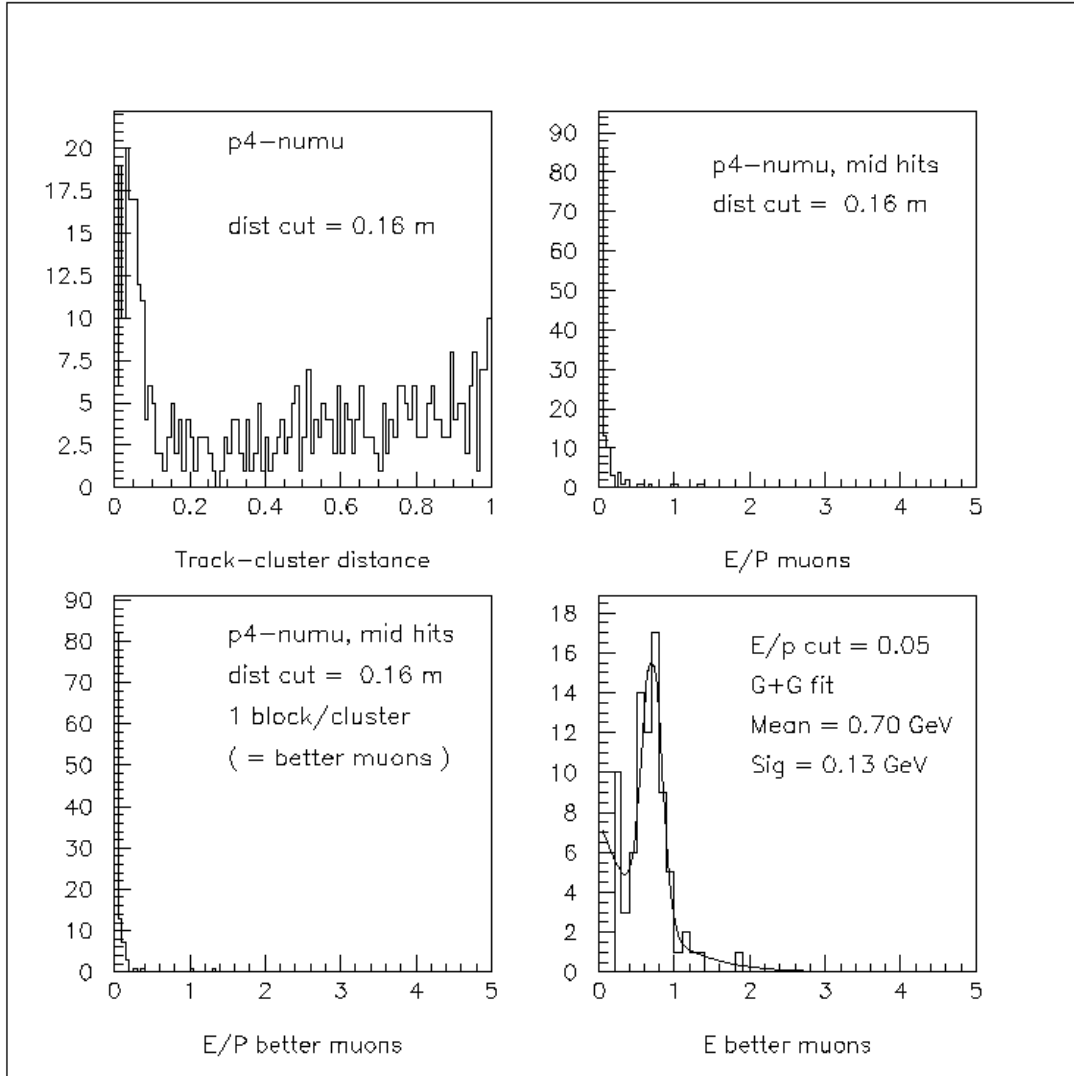 p4-numu
dist cut = 0.16 m
20
17.5
15
12.5
10
7.5
5
2.5
0
0 0.2 0.4 0.6 0.8 1
Track-cluster distance
p4-numu, mid hits
dist cut = 0.16 m
90
80
70
60
50
40
30
20
10
0
0 1 2 3 4 5
E/P muons
p4-numu, mid hits
dist cut = 0.16 m
1 block/cluster
( = better muons )
90
80
70
60
50
40
30
20
10
0
0 1 2 3 4 5
E/P better muons
E/p cut = 0.05
G+G fit
Mean = 0.70 GeV
Sig = 0.13 GeV
18
16
14
12
10
8
6
4
2
0
0 1 2 3 4 5
E better muons